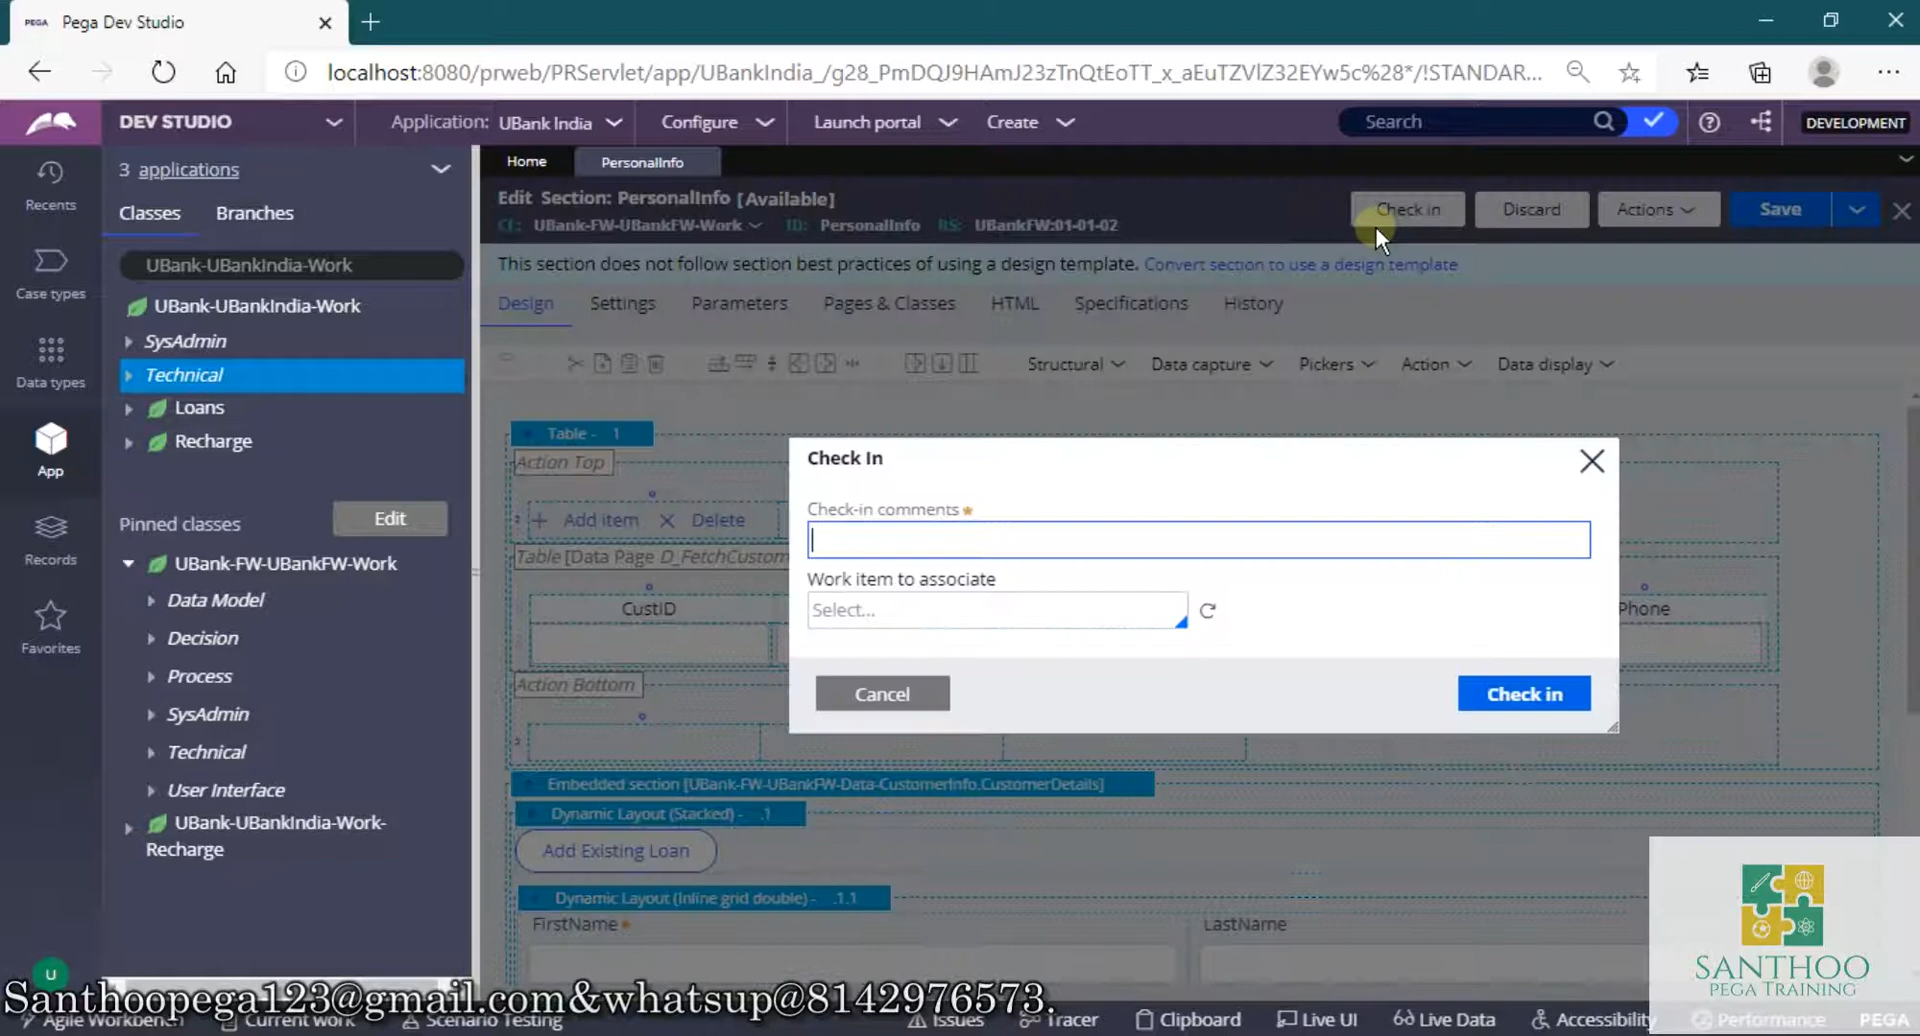 PEGA Pega Dev Studio
localhost:8080/prweb/PRServlet/app/UBankIndia_/g28_PmDQJ9HAmJ23zTnQtEoTT_x_aEuTZVlZ32EYw5c%28*/!STANDAR...
DEV STUDIO Application: UBank India Configure Launch portal Create Search DEVELOPMENT
3 applications
Classes Branches
UBank-UBankIndia-Work
UBank-UBankIndia-Work
SysAdmin
Technical
Loans
Recharge
Pinned classes Edit
UBank-FW-UBankFW-Work
Data Model
Decision
Process
SysAdmin
Technical
User Interface
UBank-UBankIndia-Work-
Recharge
Recents
Case types
Data types
App
Records
Favorites
U
Home PersonalInfo
Edit Section: PersonalInfo [Available]
UBank-FW-UBankFW-Work ID: PersonalInfo RS: UBankFW:01-01-02
Check in Discard Actions Save
This section does not follow section best practices of using a design template. Convert section to use a design template
Design Settings Parameters Pages & Classes HTML Specifications History
Structural Data capture Pickers Action Data display
Table - 1
Action Top
Add item Delete
Table [Data Page D_FetchCustom
CustID Phone
Action Bottom
Check In
Check-in comments
Work item to associate
Select...
Cancel Check in
Embedded section [UBank-FW-UBankFW-Data-CustomerInfo.CustomerDetails]
Dynamic Layout (Stacked) - .1
Add Existing Loan
Dynamic Layout (Inline grid double) - .1.1
FirstName LastName
SANTHOO
PEGA TRAINING
Santhoopega123@gmail.com&whatsup@8142976573.
Agile Workbench Current work Scenario Testing Issues Tracer Clipboard Live UI Live Data Accessibility Performance PEGA